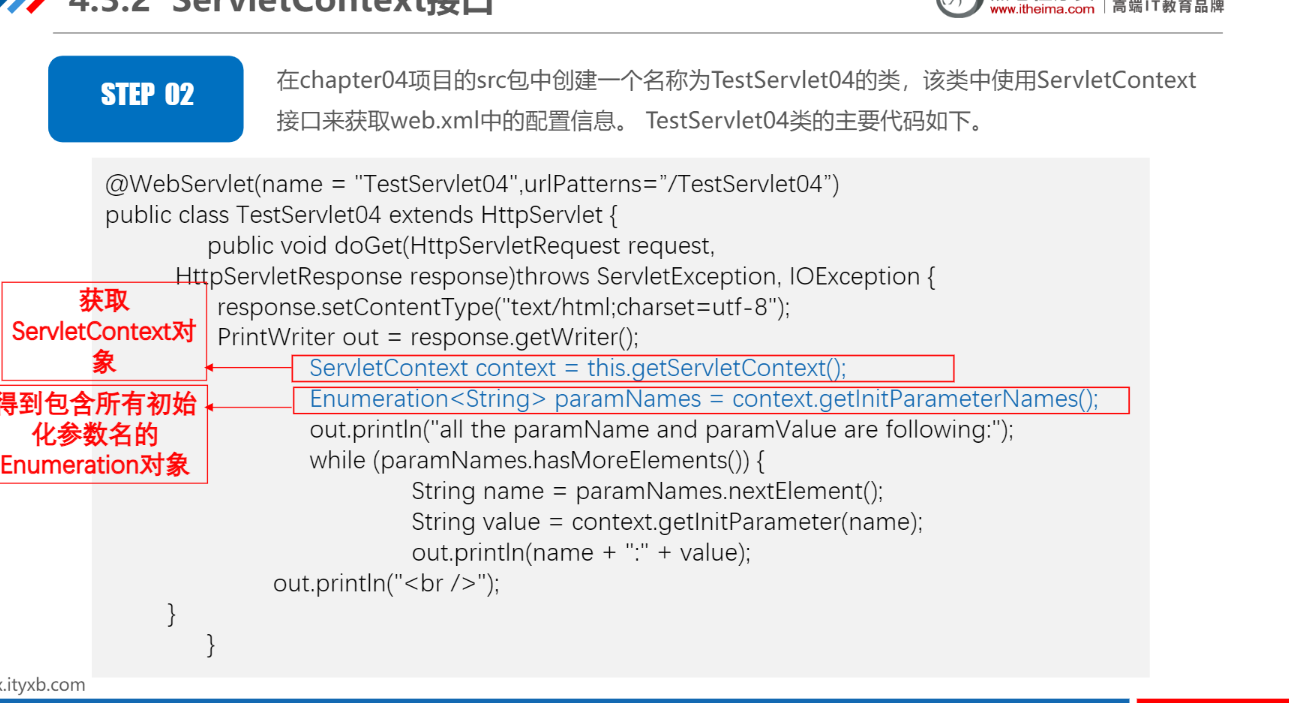 4.3.2 ServletContext接口
www.itheima.com
高端IT教育品牌
STEP 02
在chapter04项目的src包中创建一个名称为TestServlet04的类，该类中使用ServletContext
接口来获取web.xml中的配置信息。 TestServlet04类的主要代码如下。
@WebServlet(name = "TestServlet04",urlPatterns=”/TestServlet04”)
public class TestServlet04 extends HttpServlet {
public void doGet(HttpServletRequest request,
HttpServletResponse response)throws ServletException, IOException {
response.setContentType("text/html;charset=utf-8");
PrintWriter out = response.getWriter();
ServletContext context = this.getServletContext();
Enumeration<String> paramNames = context.getInitParameterNames();
out.println("all the paramName and paramValue are following:");
while (paramNames.hasMoreElements()) {
String name = paramNames.nextElement();
String value = context.getInitParameter(name);
out.println(name + ":" + value);
out.println("<br />");
}
}
获取
ServletContext对
象
得到包含所有初始
化参数名的
Enumeration对象
.ityxb.com